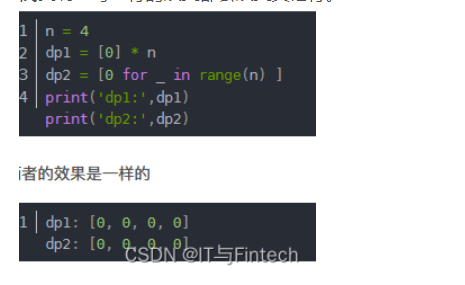 1 n = 4
2 dp1 = [0] * n
3 dp2 = [0 for _ in range(n) ]
4 print('dp1:',dp1)
print('dp2:',dp2)
者的效果是一样的
1 dp1: [0, 0, 0, 0]
dp2: [0, 0, 0, 0]
CSDN @IT与Fintech